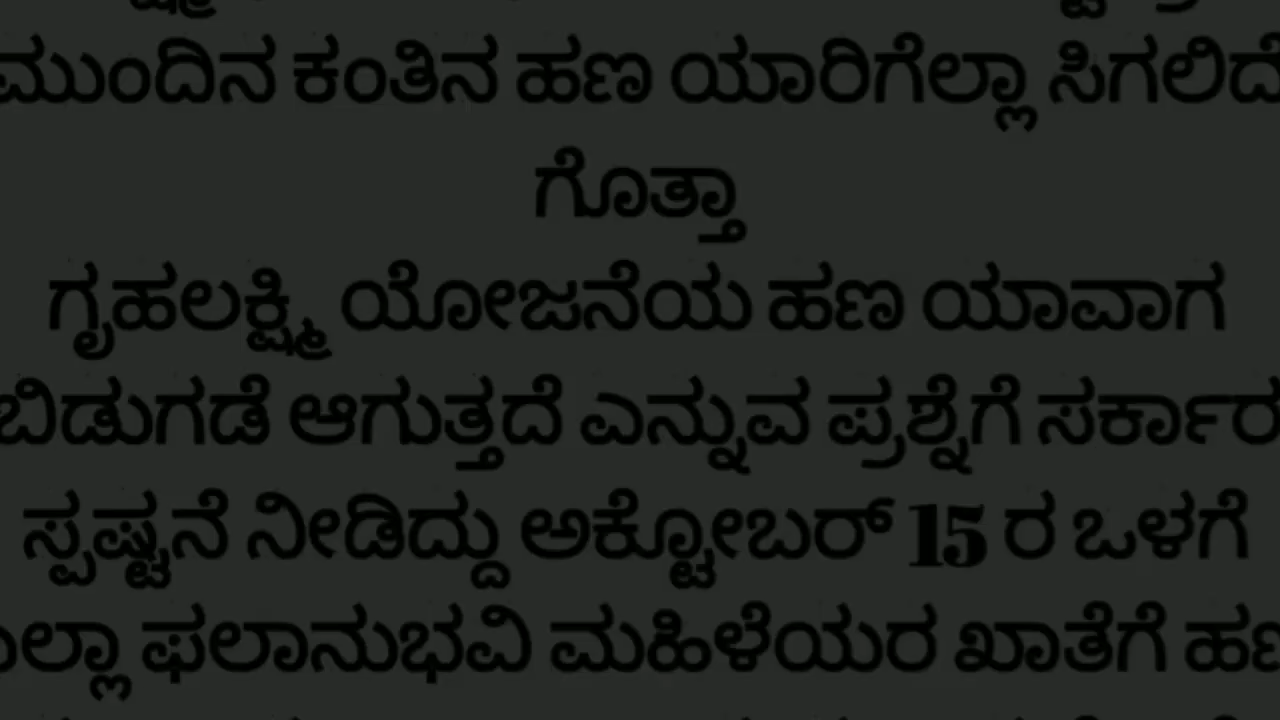 ಮುಂದಿನ ಕಂತಿನ ಹಣ ಯಾರಿಗೆಲ್ಲಾ ಸಿಗಲಿದೆ
ಗೊತ್ತಾ
ಗೃಹಲಕ್ಷ್ಮಿ ಯೋಜನೆಯ ಹಣ ಯಾವಾಗ
ಬಿಡುಗಡೆ ಆಗುತ್ತದೆ ಎನ್ನುವ ಪ್ರಶ್ನೆಗೆ ಸರ್ಕಾರ
ಸ್ಪಷ್ಟನೆ ನೀಡಿದ್ದು ಅಕ್ಟೋಬರ್ 15 ರ ಒಳಗೆ
ಫಲಾನುಭವಿ ಮಹಿಳೆಯರ ಖಾತೆಗೆ ಹಣ